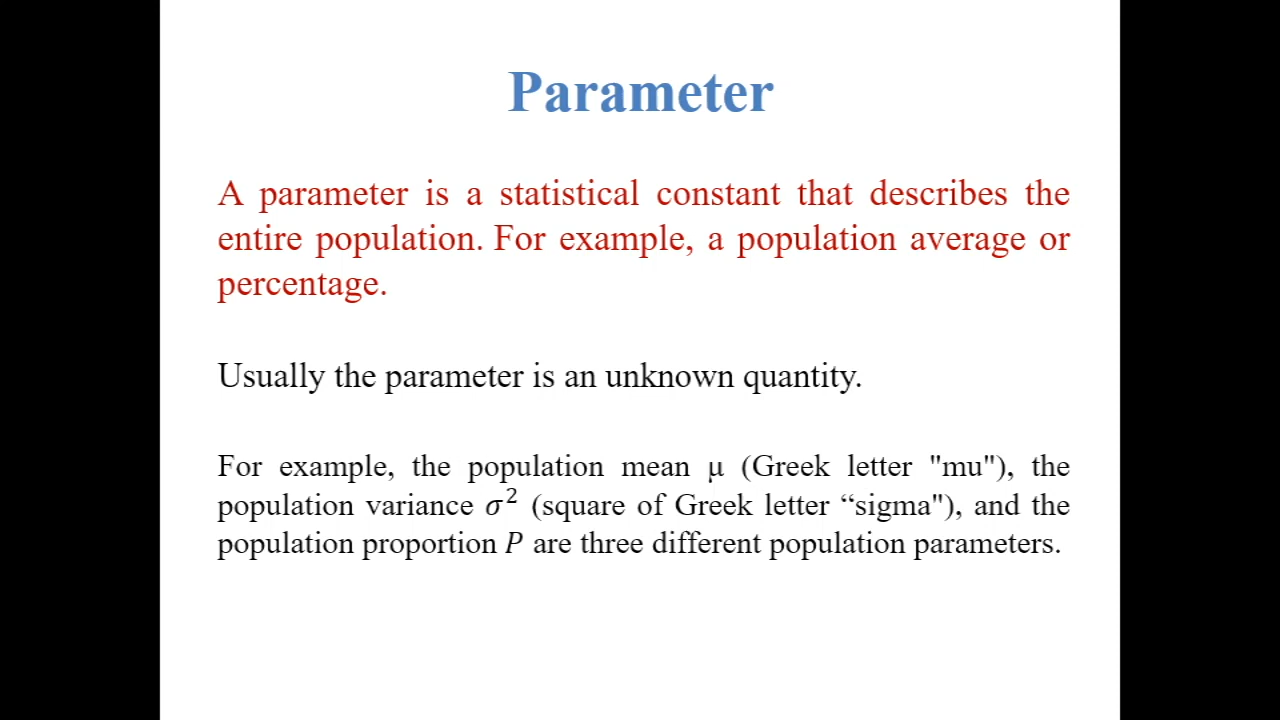 Parameter
A parameter is a statistical constant that describes the
entire population. For example, a population average or
percentage.
Usually the parameter is an unknown quantity.
For example, the population mean μ (Greek letter "mu"), the
population variance σ² (square of Greek letter “sigma"), and the
population proportion P are three different population parameters.